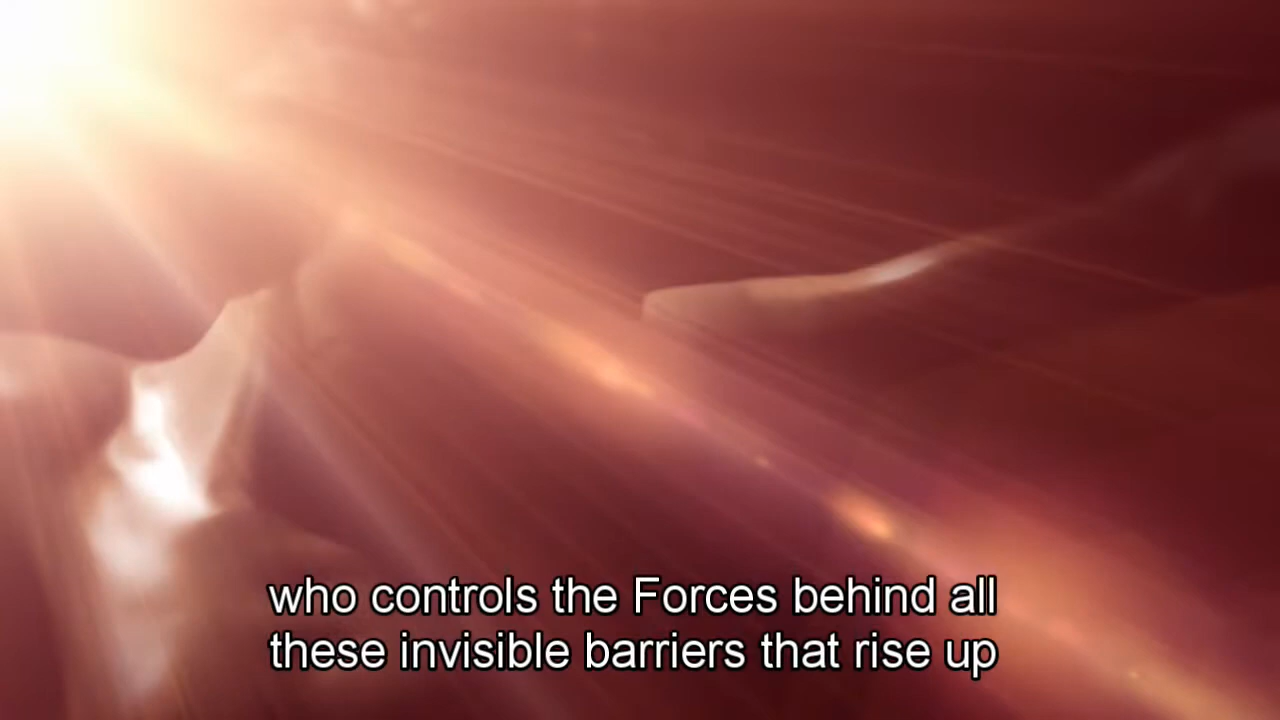 who controls the Forces behind all
these invisible barriers that rise up